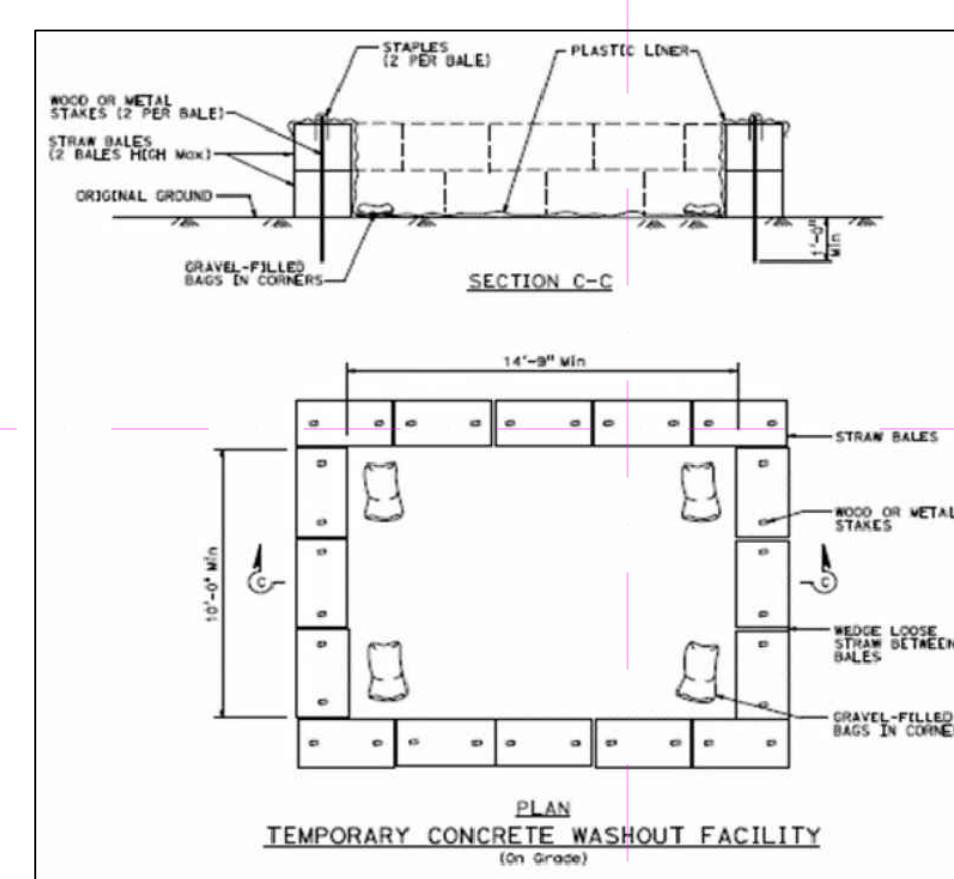 STAPLES
(2 PER BALE)
PLASTIC LINER
WOOD OR METAL
STAKES (2 PER BALE)
STRAW BALES
(2 BALES HIGH Max)
ORIGINAL GROUND
GRAVEL-FILLED
BAGS IN CORNERS
1'-0"
Min
SECTION C-C
14'-9" Min
STRAW BALES
WOOD OR METAL
STAKES
10'-0" Min
C
C
WEDGE LOOSE
STRAW BETWEEN
BALES
GRAVEL-FILLED
BAGS IN CORNE
PLAN
TEMPORARY CONCRETE WASHOUT FACILITY
(On Grade)